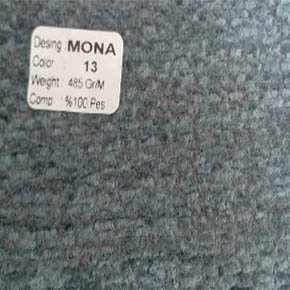 Desing : MONA
Color 13
Weight : 485 Gr/M
Comp : %100 Pes